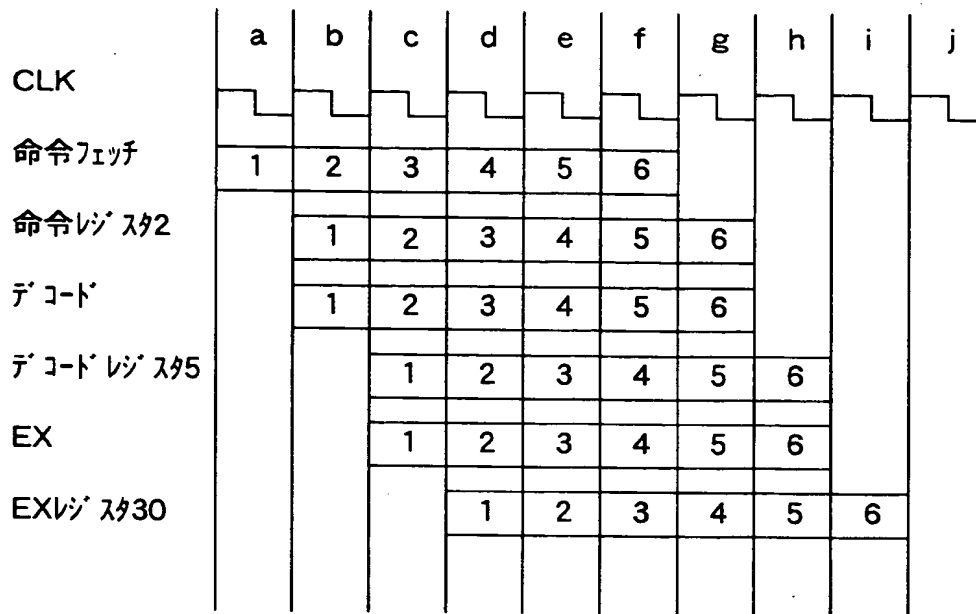 a b c d e f g h i j
CLK
命令フェッチ 1 2 3 4 5 6
命令レジスタ2 1 2 3 4 5 6
デコード 1 2 3 4 5 6
デコードレジスタ5 1 2 3 4 5 6
EX 1 2 3 4 5 6
EXレジスタ30 1 2 3 4 5 6